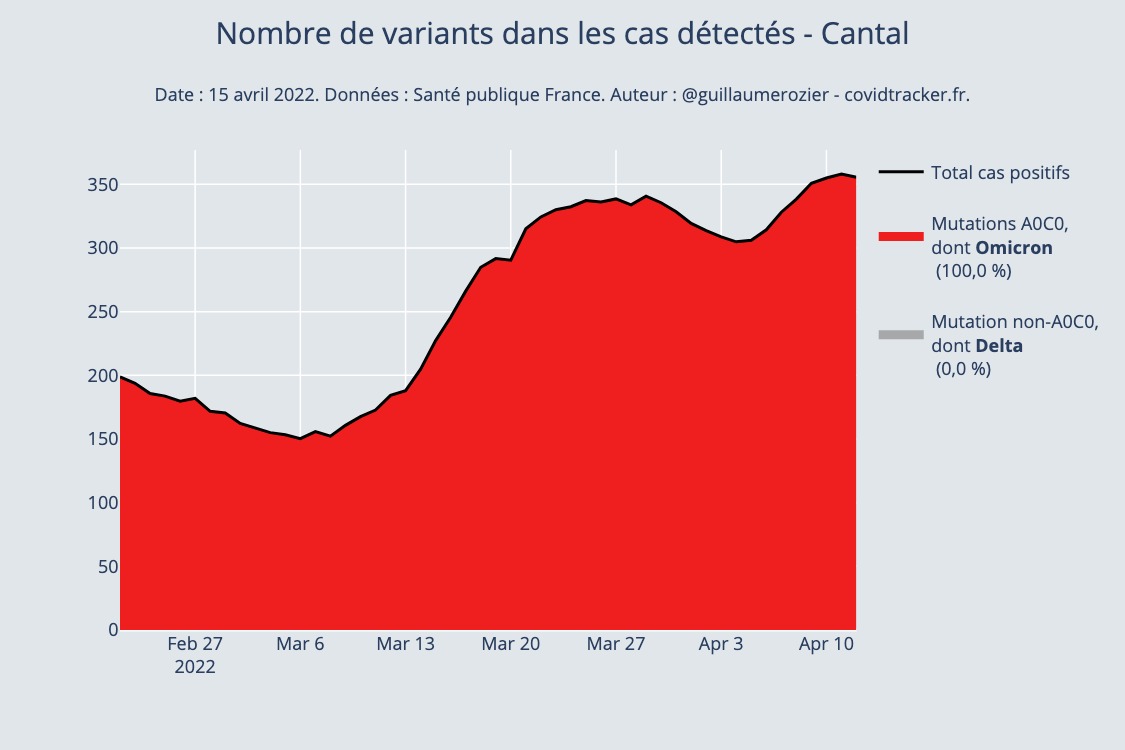 Nombre de variants dans les cas détectés - Cantal
Date : 15 avril 2022. Données : Santé publique France. Auteur : @guillaumerozier - covidtracker.fr.
350
300
250
200
150
100
50
0
Feb 27
2022
Mar 6
Mar 13
Mar 20
Mar 27
Apr 3
Apr 10
Total cas positifs
Mutations A0C0,
dont Omicron
(100,0 %)
Mutation non-A0C0,
dont Delta
(0,0 %)